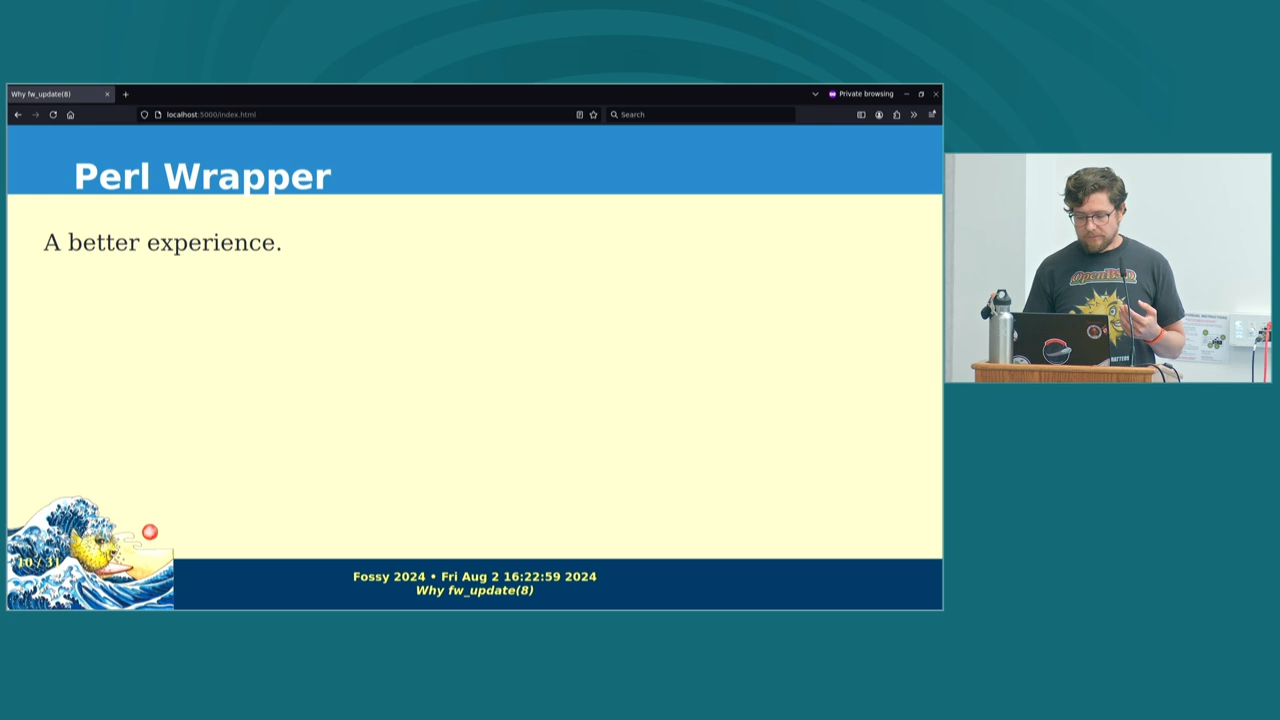 Why fw_update(8)
Private browsing
localhost:5000/index.html
Search
Perl Wrapper
A better experience.
10 / 31
Fossy 2024 • Fri Aug 2 16:22:59 2024
Why fw_update(8)
OpenBSD
MATTERS